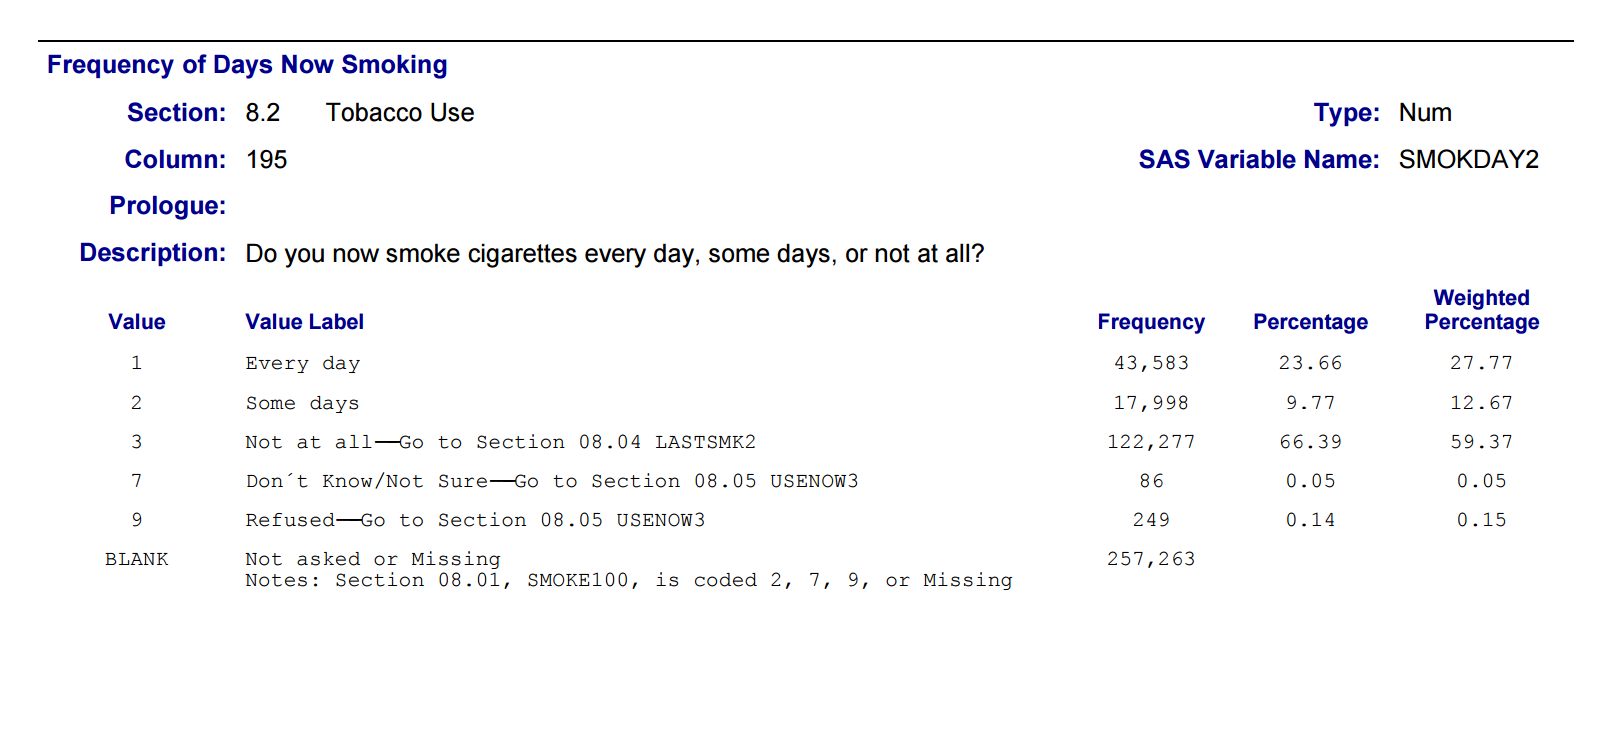 Frequency of Days Now Smoking
Section: 8.2 Tobacco Use Type: Num
Column: 195 SAS Variable Name: SMOKDAY2
Prologue:
Description: Do you now smoke cigarettes every day, some days, or not at all?
Value Value Label Frequency Percentage Weighted Percentage
1 Every day 43,583 23.66 27.77
2 Some days 17,998 9.77 12.67
3 Not at all—Go to Section 08.04 LASTSMK2 122,277 66.39 59.37
7 Don´t Know/Not Sure—Go to Section 08.05 USENOW3 86 0.05 0.05
9 Refused—Go to Section 08.05 USENOW3 249 0.14 0.15
BLANK Not asked or Missing 257,263
Notes: Section 08.01, SMOKE100, is coded 2, 7, 9, or Missing